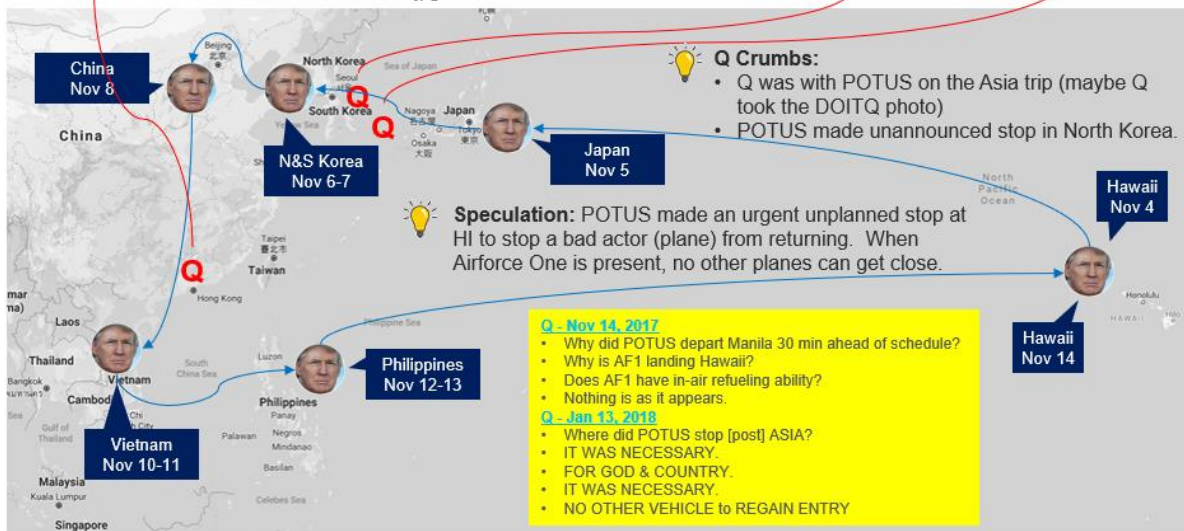 Beijing
北京
China
Nov 8
North Korea
Sea of Japan
Seoul
서울
Q
South Korea
Yellow Sea
Q
Nagoya
名古屋
Japan
Tokyo
東京
Osaka
大阪
China
N&S Korea
Nov 6-7
Japan
Nov 5
Q Crumbs:
• Q was with POTUS on the Asia trip (maybe Q
took the DOITQ photo)
• POTUS made unannounced stop in North Korea.
North
Pacific
Ocean
Hawaii
Nov 4
Speculation: POTUS made an urgent unplanned stop at
HI to stop a bad actor (plane) from returning. When
Airforce One is present, no other planes can get close.
Taipei
臺北市
Taiwan
Q
Hong Kong
Honolulu
HAWAII
Hilo
Hawaii
Nov 14
Laos
Thailand
Bangkok
Vietnam
South
China Sea
Luzon
Philippine Sea
Philippines
Nov 12-13
Philippines
Panay
Negros
Mindanao
Palawan
Basilan
Gulf of
Thailand
Vietnam
Nov 10-11
Malaysia
Kuala Lumpur
Singapore
Celebes Sea
Q - Nov 14, 2017
• Why did POTUS depart Manila 30 min ahead of schedule?
• Why is AF1 landing Hawaii?
• Does AF1 have in-air refueling ability?
• Nothing is as it appears.
Q - Jan 13, 2018
• Where did POTUS stop [post] ASIA?
• IT WAS NECESSARY.
• FOR GOD & COUNTRY.
• IT WAS NECESSARY.
• NO OTHER VEHICLE to REGAIN ENTRY